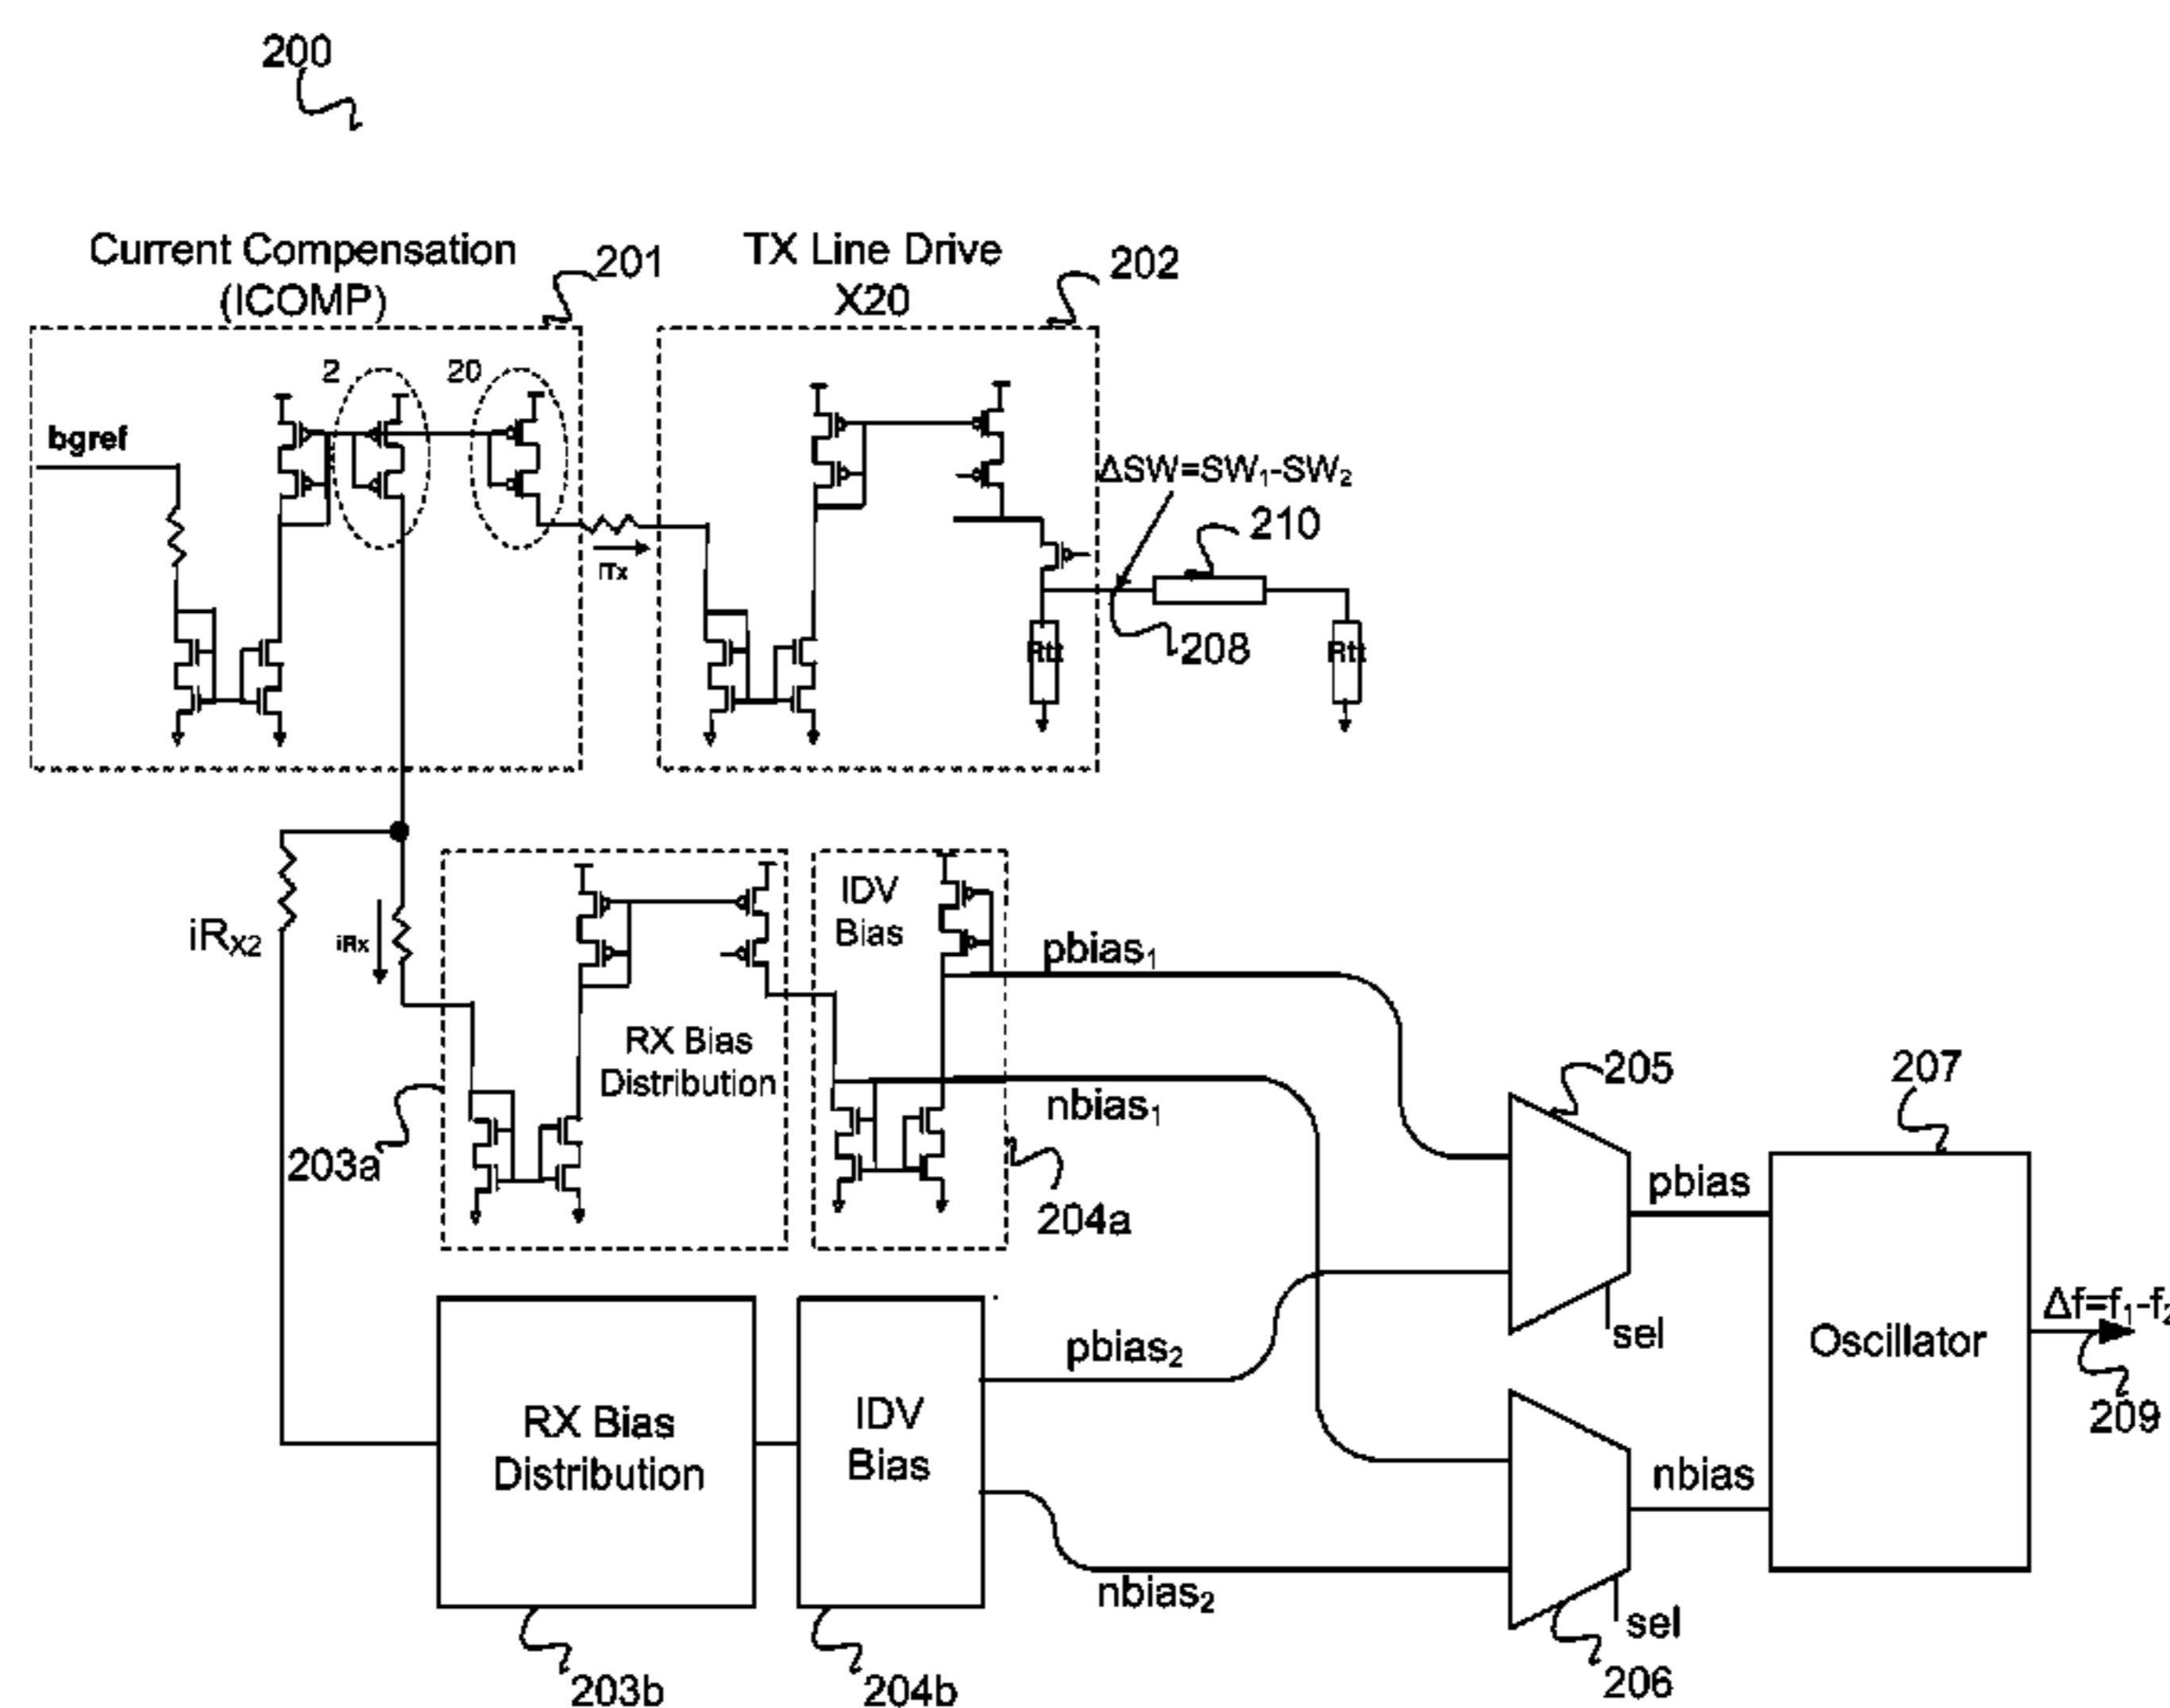 200
Current Compensation
(ICOMP)
201
TX Line Drive
X20
202
2
20
bgref
iTx
ΔSW=SW₁-SW₂
210
208
Rtt
Rtt
iRX2
iRx
IDV
Bias
RX Bias
Distribution
203a
204a
pbias₁
nbias₁
205
207
pbias
sel
Oscillator
Δf=f₁-f₂
209
pbias₂
RX Bias
Distribution
IDV
Bias
nbias
nbias₂
sel
206
203b
204b